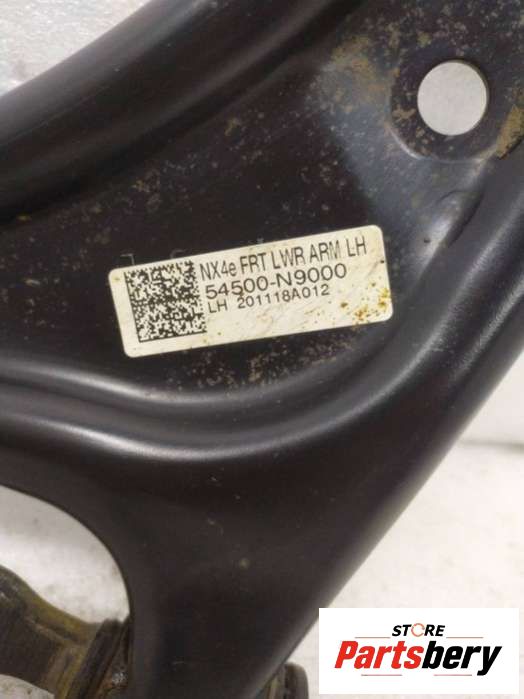 NX4e FRT LWR ARM LH
54500-N9000
LH 201118A012
STORE
Partsbery